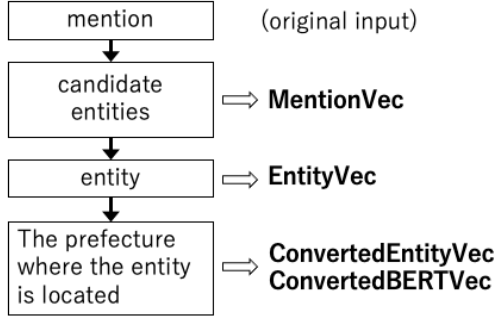 mention
(original input)
candidate
entities
MentionVec
entity
EntityVec
The prefecture
where the entity
is located
ConvertedEntityVec
ConvertedBERTVec